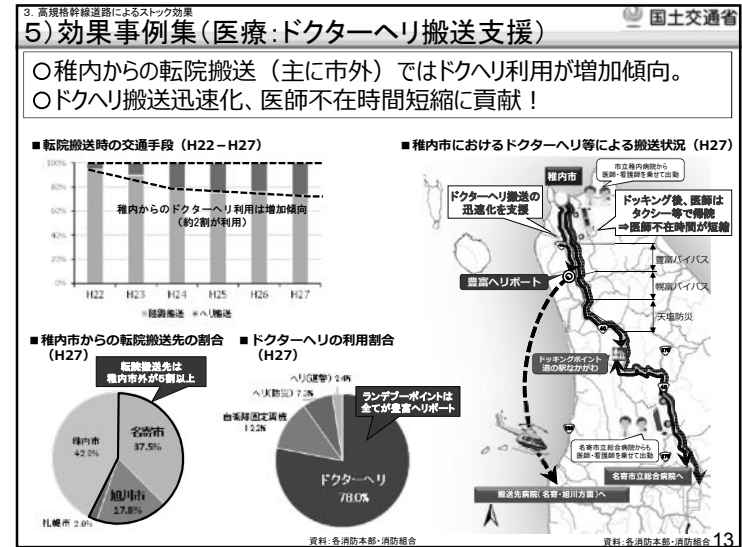 3. 高規格幹線道路によるストック効果
5)効果事例集(医療:ドクターヘリ搬送支援)
国土交通省
○稚内からの転院搬送(主に市外)ではドクヘリ利用が増加傾向。
○ドクヘリ搬送迅速化、医師不在時間短縮に貢献!
■転院搬送時の交通手段(H22-H27)
100%
80%
60%
40%
20%
0%
稚内からのドクターヘリ利用は増加傾向
(約2割が利用)
H22 H23 H24 H25 H26 H27
■陸路搬送 ■ヘリ搬送
■稚内市からの転院搬送先の割合
(H27)
転院搬送先は
稚内市外が5割以上
稚内市
名寄市
37.5%
旭川市
17.8%
札幌市
■ドクターヘリの利用割合
(H27)
ヘリ(道警) 2.4%
ヘリ(防災) 7.3%
自衛隊固定翼機
12.2%
ドクターヘリ
78.0%
ランデブーポイントは
全てが豊富ヘリポート
資料:各消防本部・消防組合
■稚内市におけるドクターヘリ等による搬送状況(H27)
市立稚内病院から
医師・看護師を乗せて出動
稚内市
ドクターヘリ搬送の
迅速化を支援
ドッキング後、医師は
タクシー等で帰院
⇒医師不在時間が短縮
豊富バイパス
豊富ヘリポート
幌富バイパス
天塩防災
ドッキングポイント
道の駅なかがわ
名寄市立総合病院からも
医師・看護師を乗せて出動
名寄市立総合病院へ
搬送先病院(名寄・旭川方面)へ
資料:各消防本部・消防組合
13